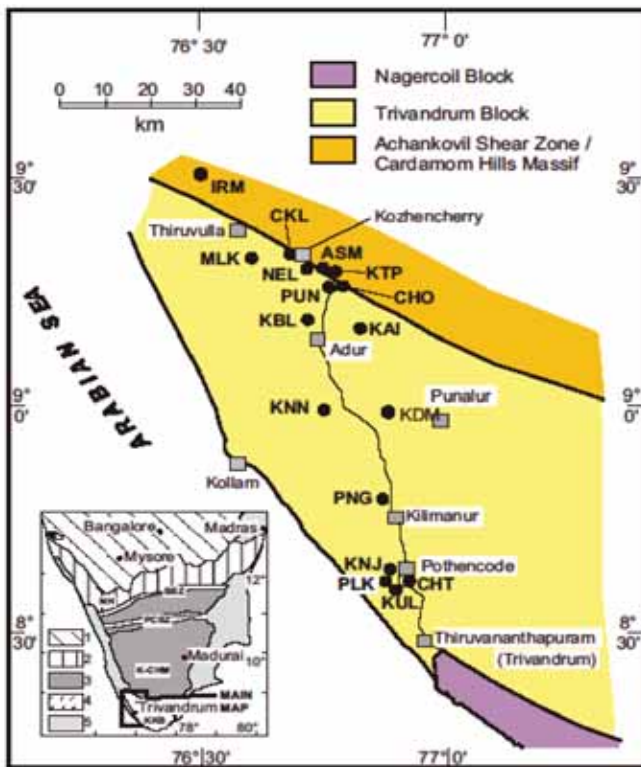 76° 30' 77° 0'
0 10 20 30 40
km
Nagercoil Block
Trivandrum Block
Achankovil Shear Zone /
Cardamom Hills Massif
9° 30'
9° 30'
IRM
CKL
Kozhencherry
Thiruvulla
ASM
MLK
NEL
KTP
PUN
CHO
KBL
KAI
Adur
ARABIAN SEA
9° 0'
9° 0'
Punalur
KNN
KDM
Kollam
PNG
Kilimanur
KNJ
Pothencode
PLK
CHT
KUL
8° 30'
8° 30'
Thiruvananthapuram
(Trivandrum)
Bangalore
Madras
Mysore
12°
Madurai
10°
K-CHM
MAIN
MAP
Trivandrum
KKB
78° 80°
1
2
3
4
5
76° 30' 77° 0'